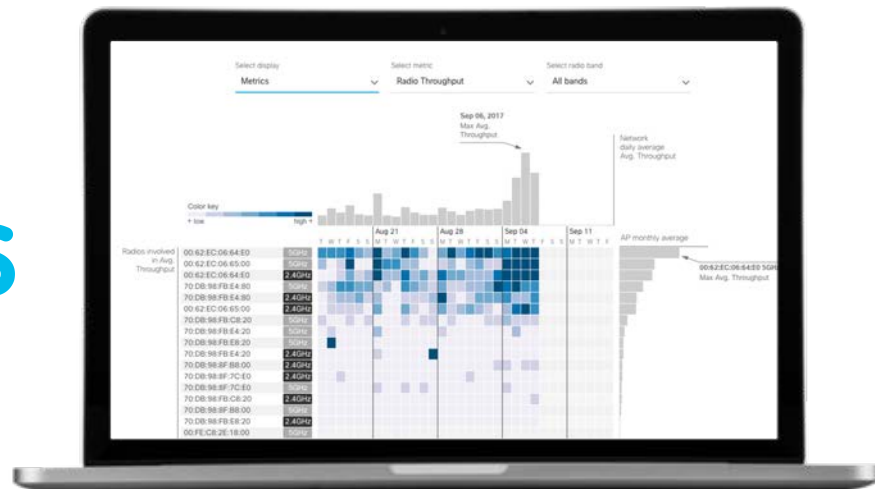 Select display
Select metric
Select radio band
Metrics
Radio Throughput
All bands
Sep 06, 2017
Max Avg.
Throughput
Network
daily average
Avg. Throughput
Color key
+ low
high +
Aug 21
Aug 28
Sep 04
Sep 11
T W T F S S M T W T F S S M T W T F S S M T W T F S S M T W T F
AP monthly average
Radios involved
in Avg.
Throughput
00:62:EC:06:64:E0 5GHz
00:62:EC:06:65:00 5GHz
00:62:EC:06:64:E0 2.4GHz
70:DB:98:FB:E4:80 5GHz
70:DB:98:FB:E4:80 2.4GHz
00:62:EC:06:65:00 2.4GHz
70:DB:98:FB:C8:20 5GHz
70:DB:98:FB:E4:20 5GHz
70:DB:98:FB:E8:20 5GHz
70:DB:98:FB:E4:20 2.4GHz
70:DB:98:8F:B8:00 2.4GHz
70:DB:98:8F:7C:E0 2.4GHz
70:DB:98:8F:7C:E0 5GHz
70:DB:98:FB:C8:20 2.4GHz
70:DB:98:8F:B8:00 5GHz
70:DB:98:FB:E8:20 2.4GHz
00:FE:C8:2E:18:00 5GHz
00:62:EC:06:64:E0 5GHz
Max Avg. Throughput
s